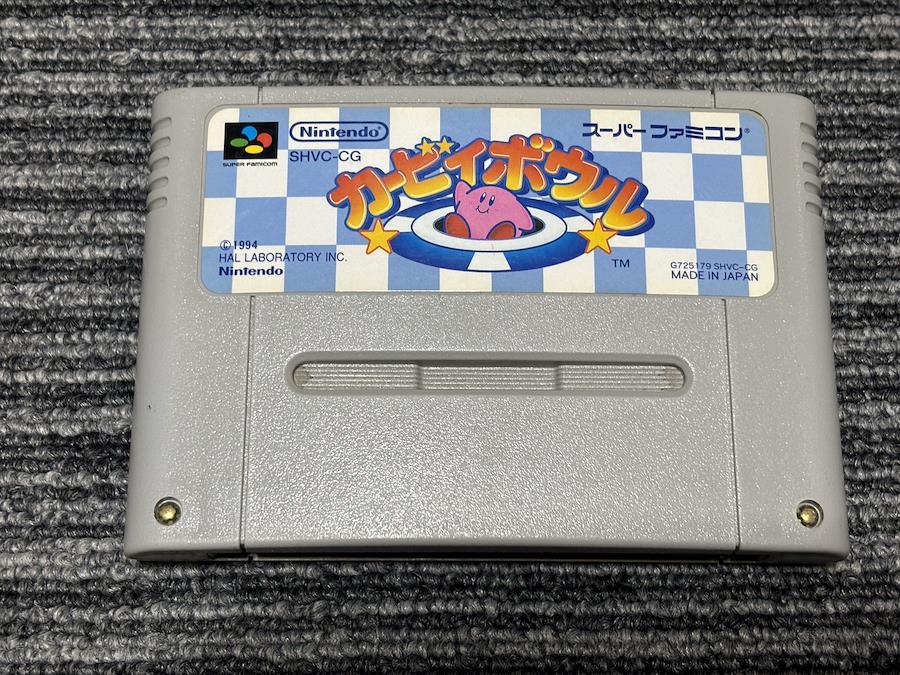 SUPER FAMICOM
Nintendo®
SHVC-CG
スーパーファミコン®
カービィボウル
TM
©1994
HAL LABORATORY INC.
Nintendo
G725179 SHVC-CG
MADE IN JAPAN